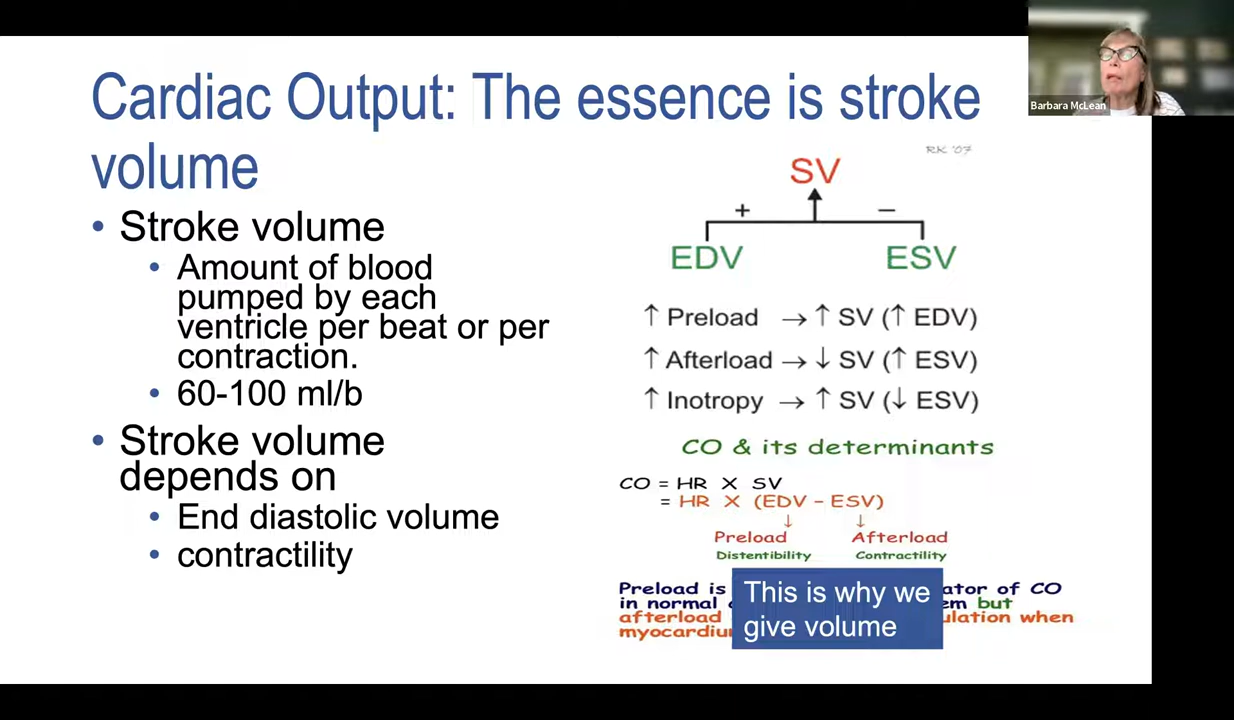 Cardiac Output: The essence is stroke
volume
• Stroke volume
• Amount of blood
pumped by each
ventricle per beat or per
contraction.
• 60-100 ml/b
• Stroke volume
depends on
• End diastolic volume
• contractility
RK '07
SV
+ −
EDV ESV
↑ Preload → ↑ SV (↑ EDV)
↑ Afterload → ↓ SV (↑ ESV)
↑ Inotropy → ↑ SV (↓ ESV)
CO & its determinants
CO = HR X SV
= HR X (EDV – ESV)
↓ ↓
Preload Afterload
Distentibility Contractility
Preload is ator of CO
in normal em but
afterload ulation when
myocardiu
This is why we
give volume
Barbara McLean